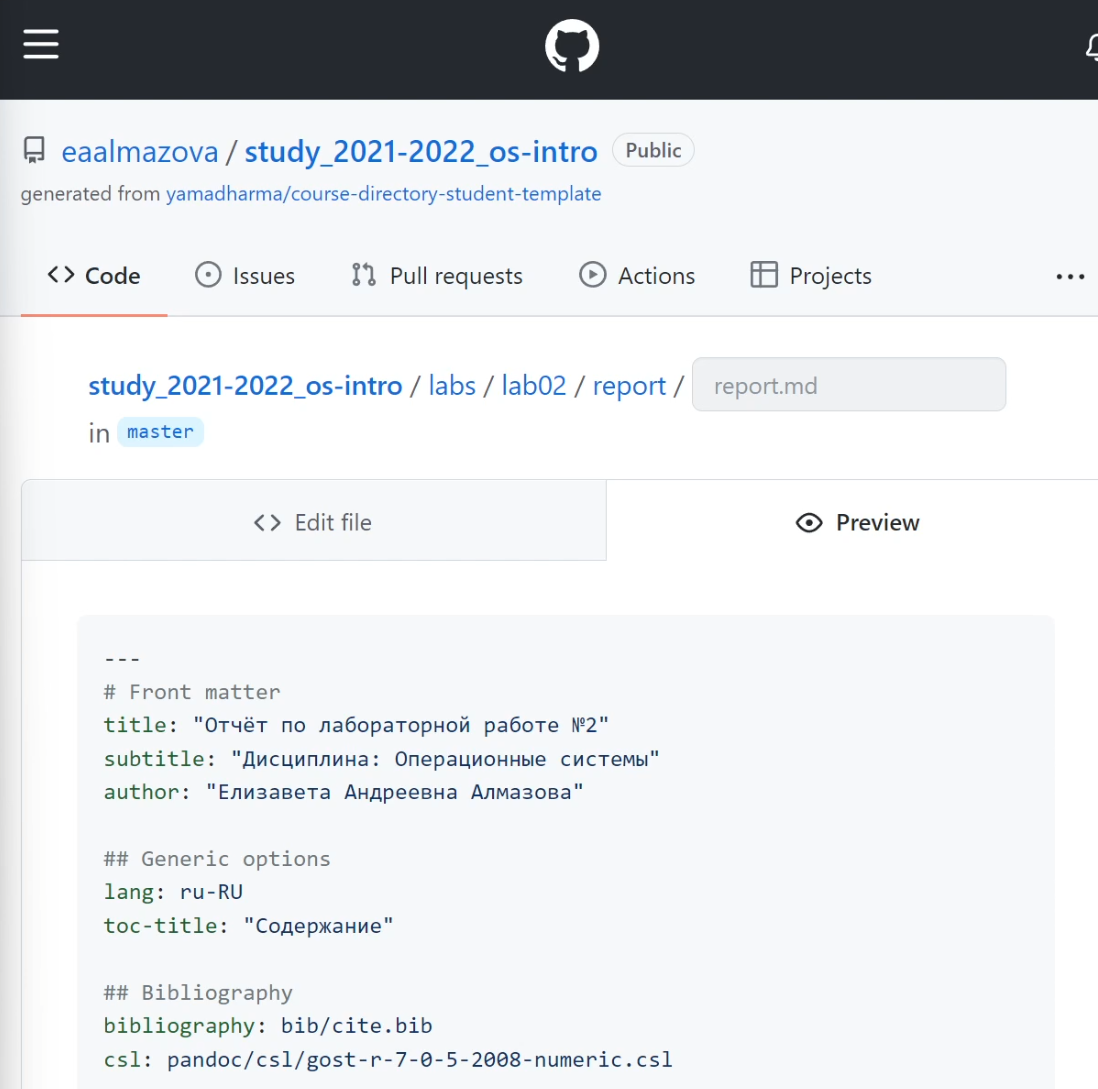 eaalmazova / study_2021-2022_os-intro Public
generated from yamadharma/course-directory-student-template
Code Issues Pull requests Actions Projects
study_2021-2022_os-intro / labs / lab02 / report / report.md
in master
Edit file Preview
---
# Front matter
title: "Отчёт по лабораторной работе №2"
subtitle: "Дисциплина: Операционные системы"
author: "Елизавета Андреевна Алмазова"
## Generic options
lang: ru-RU
toc-title: "Содержание"
## Bibliography
bibliography: bib/cite.bib
csl: pandoc/csl/gost-r-7-0-5-2008-numeric.csl